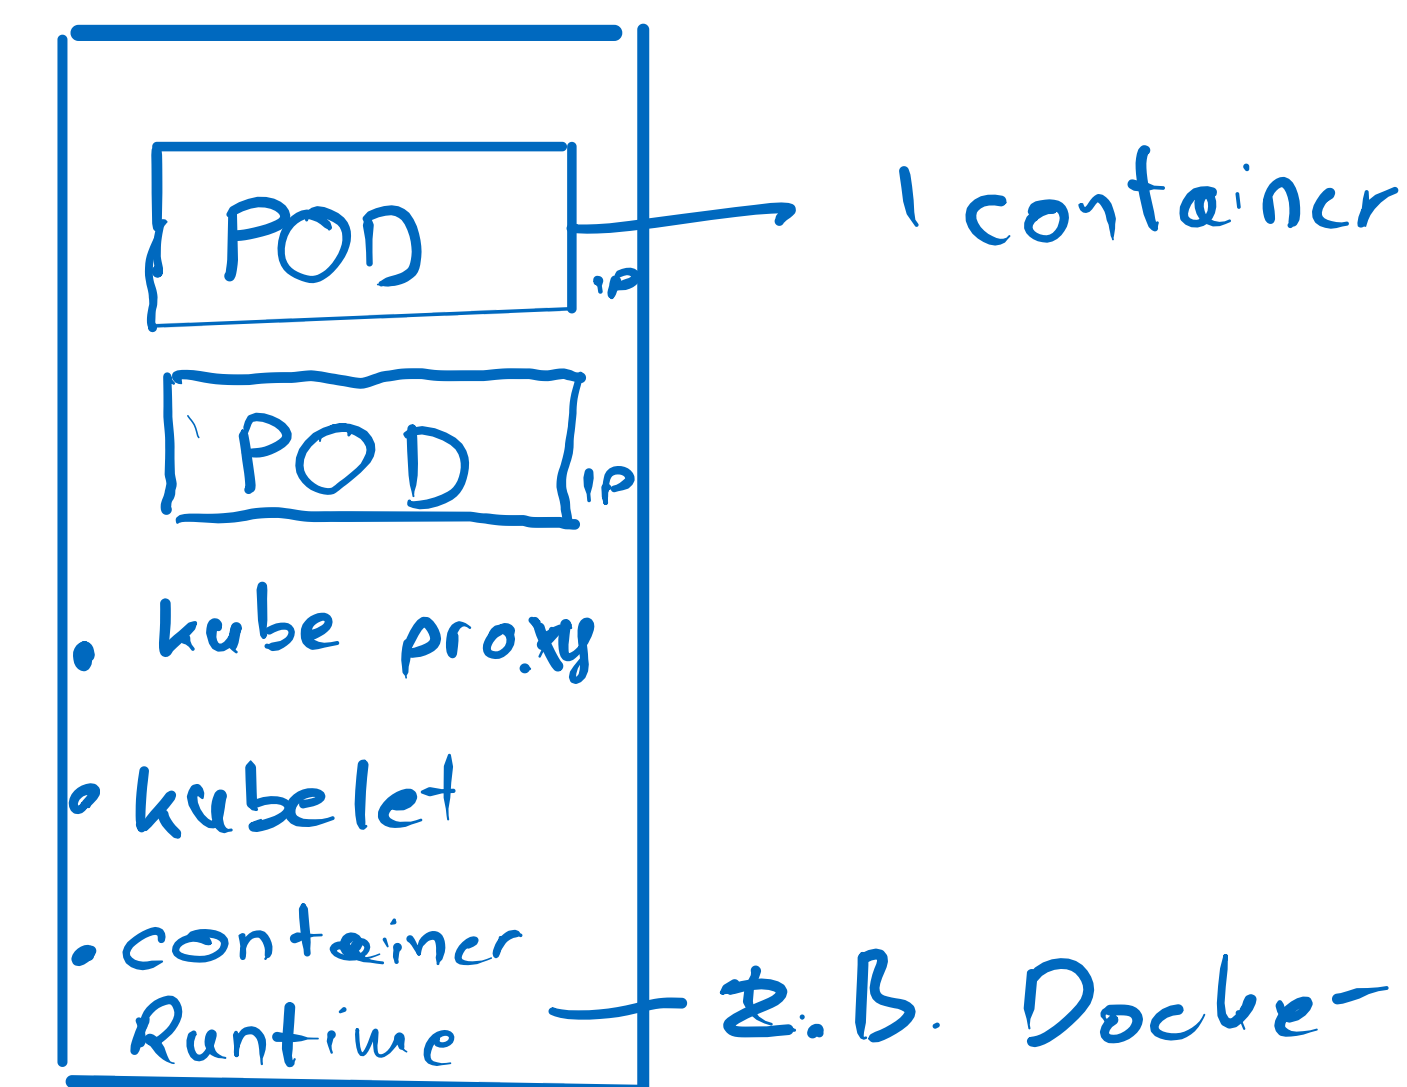 POD
1 container
IP
POD
IP
• kube proxy
• kubelet
• container
Runtime
z.B. Docker